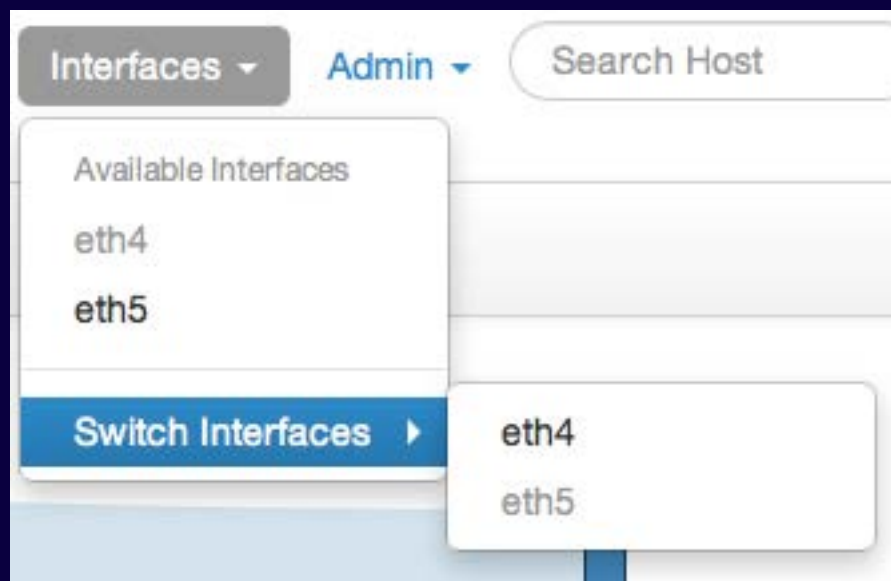 Interfaces Admin Search Host
Available Interfaces
eth4
eth5
Switch Interfaces
eth4
eth5